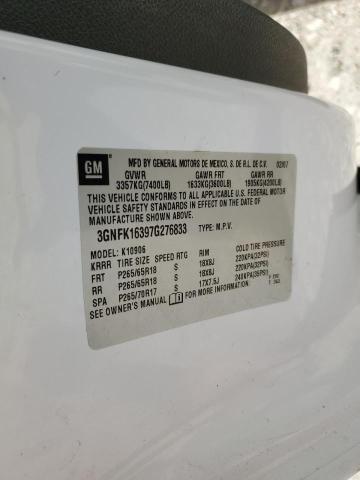 GM
MFD BY GENERAL MOTORS DE MEXICO, S. DE R.L. DE C.V. 02/07
GVWR GAWR FRT GAWR RR
3357KG(7400LB) 1633KG(3600LB) 1905KG(4200LB)
THIS VEHICLE CONFORMS TO ALL APPLICABLE U.S. FEDERAL MOTOR
VEHICLE SAFETY STANDARDS IN EFFECT ON THE DATE OF
MANUFACTURE SHOWN ABOVE.
3GNFK16397G276833 TYPE: M.P.V.
MODEL: K10906
KRRR TIRE SIZE SPEED RTG RIM COLD TIRE PRESSURE
FRT P265/65R18 S 18X8J 220KPA(32PSI)
RR P265/65R18 S 18X8J 220KPA(32PSI)
SPA P265/70R17 S 17X7.5J 240KPA(35PSI)
SEE OWNER'S MANUAL FOR MORE INFORMATION.